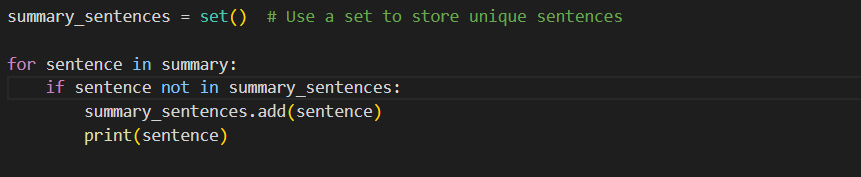 summary_sentences = set()  # Use a set to store unique sentences
for sentence in summary:
    if sentence not in summary_sentences:
        summary_sentences.add(sentence)
        print(sentence)